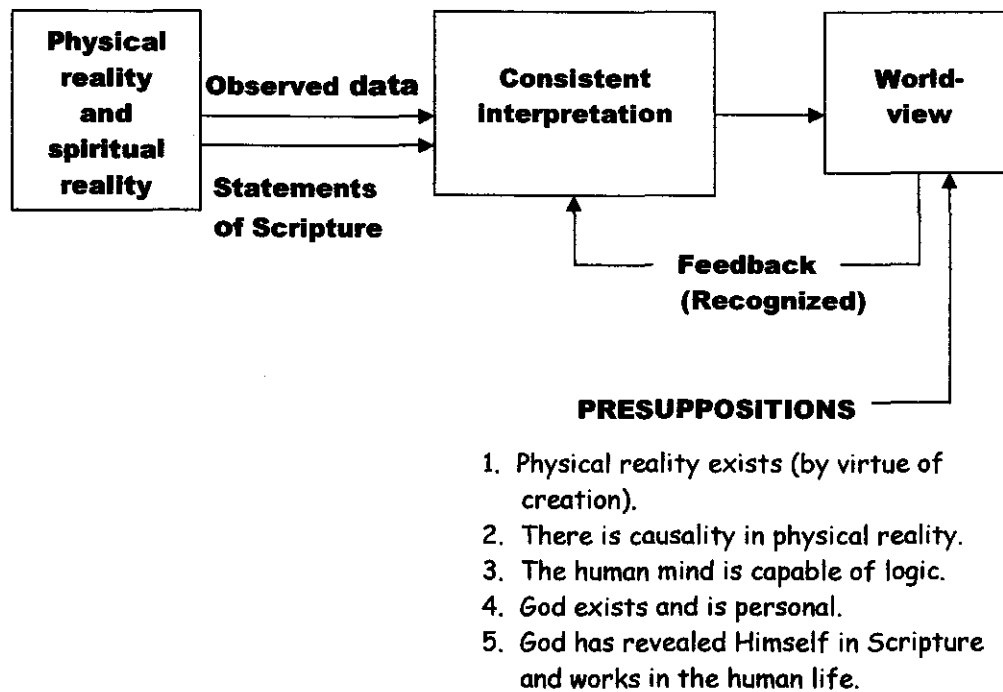 Physical
reality
and
spiritual
reality
Observed data
Statements
of Scripture
Consistent
interpretation
World-
view
Feedback
(Recognized)
PRESUPPOSITIONS
1. Physical reality exists (by virtue of
creation).
2. There is causality in physical reality.
3. The human mind is capable of logic.
4. God exists and is personal.
5. God has revealed Himself in Scripture
and works in the human life.